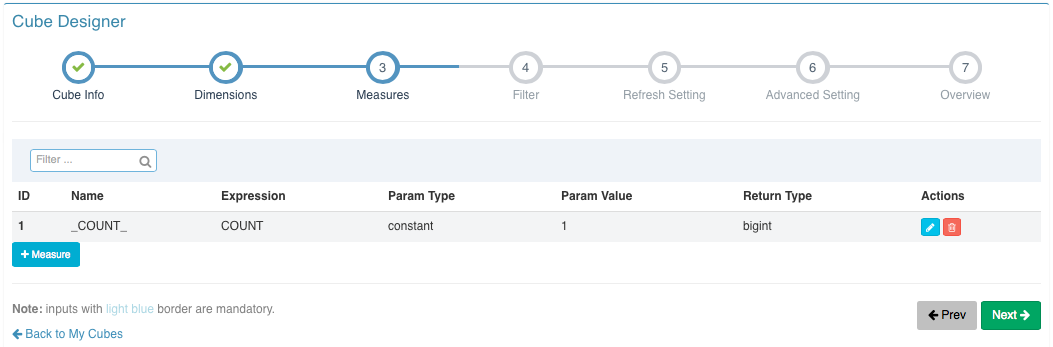 Cube Designer
3 4 5 6 7
Cube Info Dimensions Measures Filter Refresh Setting Advanced Setting Overview
Filter ...
ID Name Expression Param Type Param Value Return Type Actions
1 _COUNT_ COUNT constant 1 bigint
+ Measure
Note: inputs with light blue border are mandatory.
← Prev Next →
← Back to My Cubes